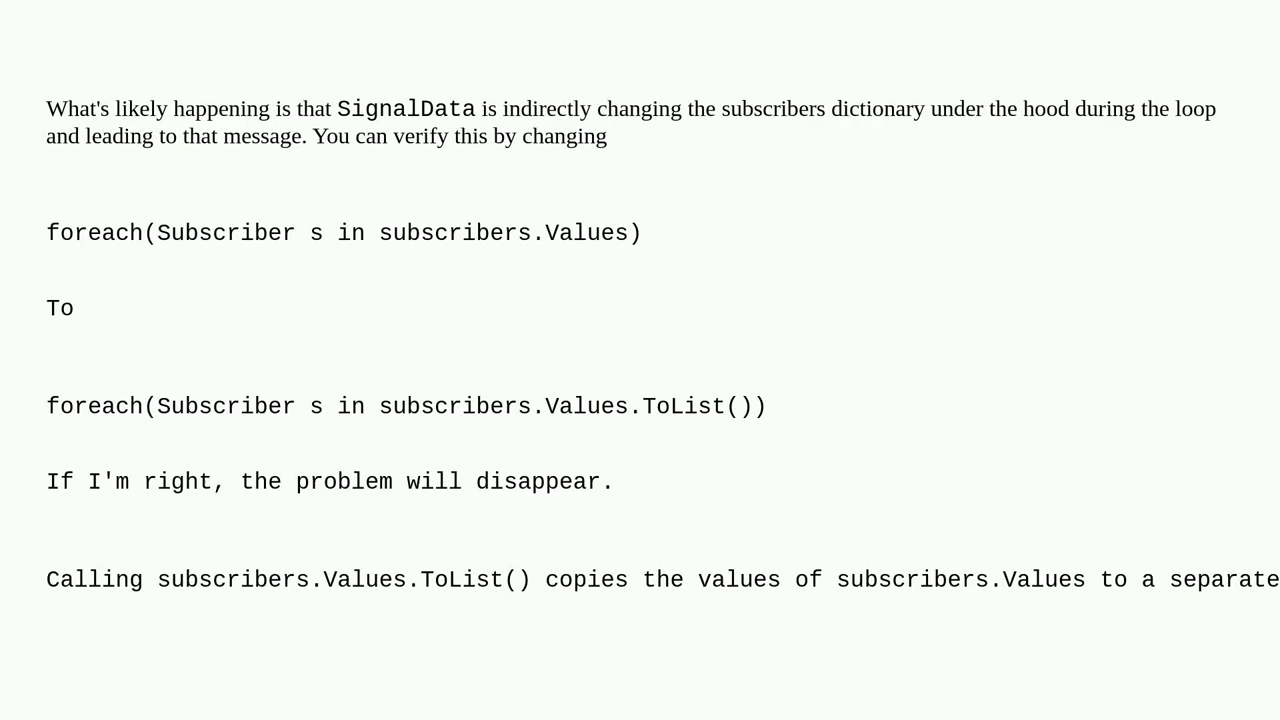 What's likely happening is that SignalData is indirectly changing the subscribers dictionary under the hood during the loop
and leading to that message. You can verify this by changing
foreach(Subscriber s in subscribers.Values)
To
foreach(Subscriber s in subscribers.Values.ToList())
If I'm right, the problem will disappear.
Calling subscribers.Values.ToList() copies the values of subscribers.Values to a separate